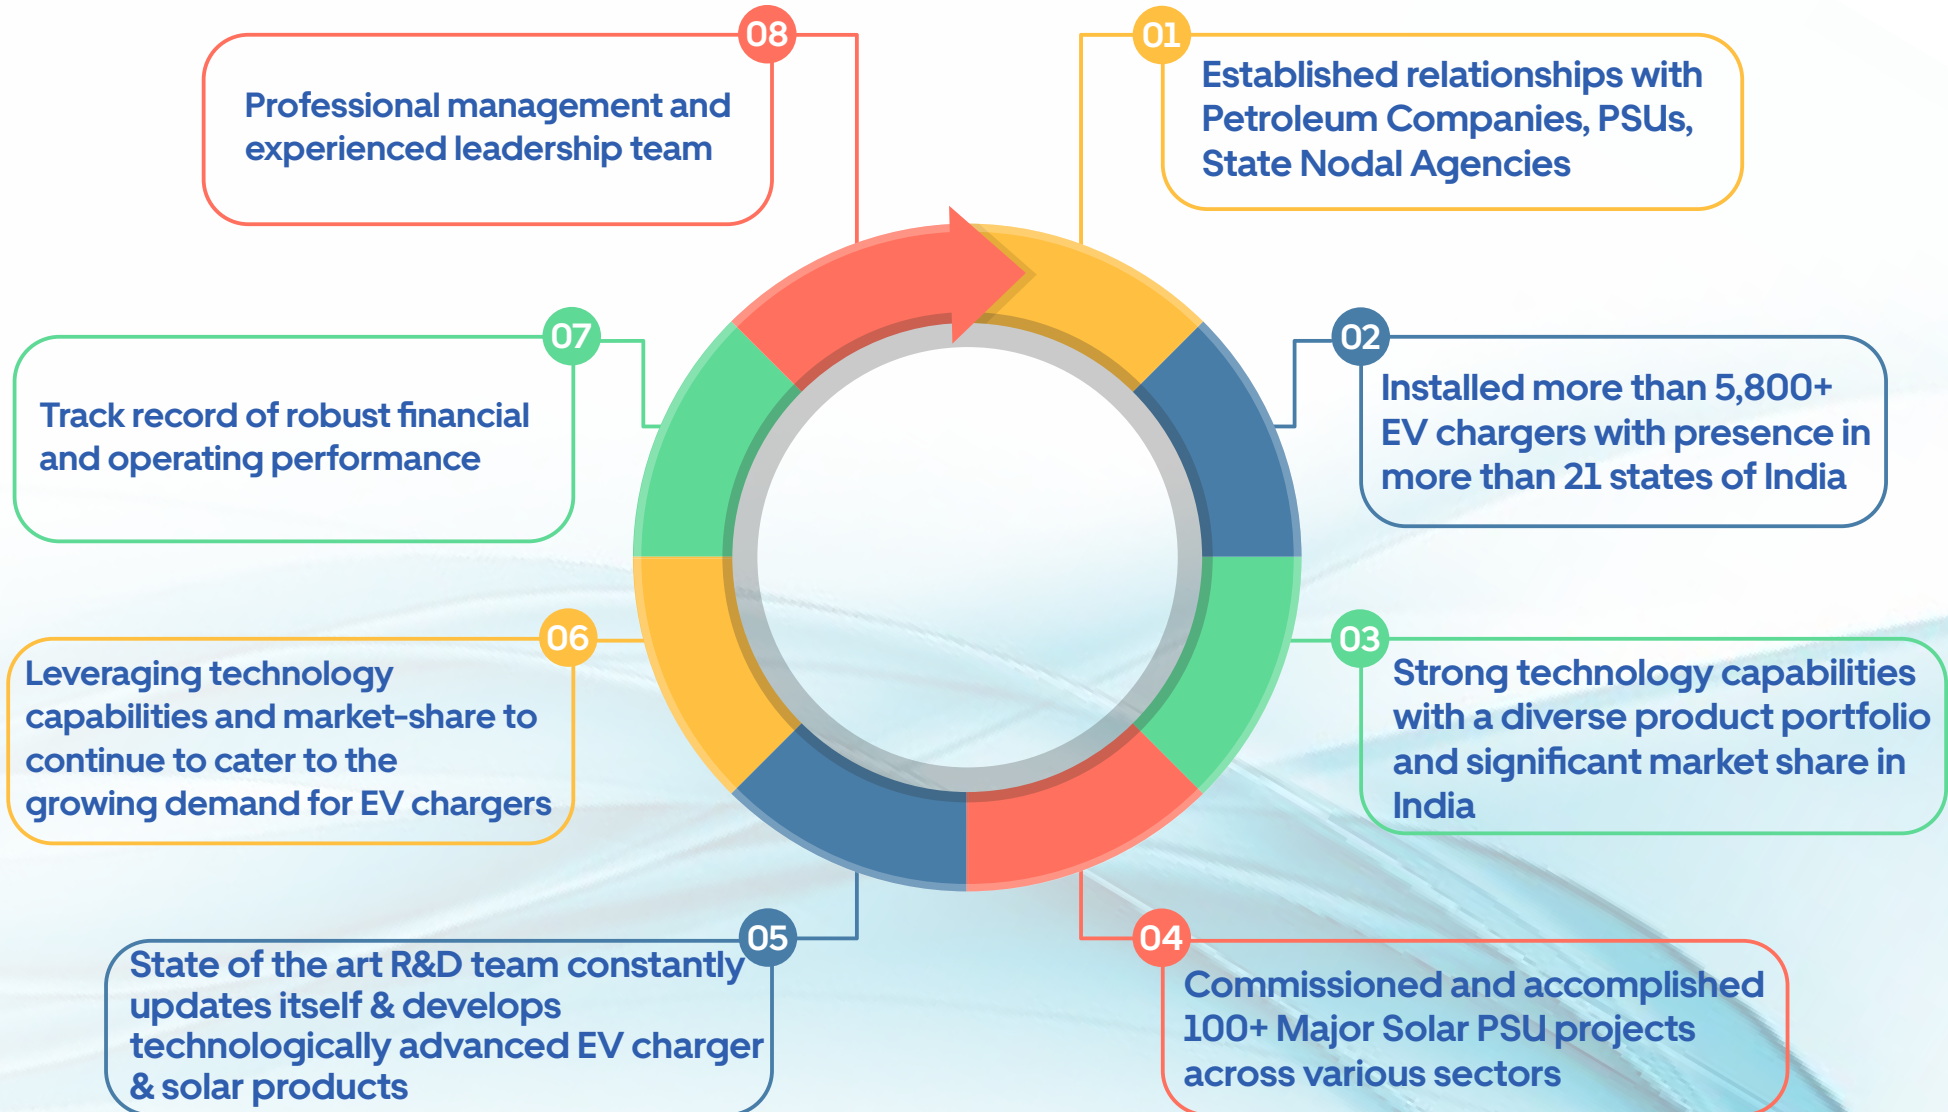 01
Established relationships with
Petroleum Companies, PSUs,
State Nodal Agencies
02
Installed more than 5,800+
EV chargers with presence in
more than 21 states of India
03
Strong technology capabilities
with a diverse product portfolio
and significant market share in
India
04
Commissioned and accomplished
100+ Major Solar PSU projects
across various sectors
05
State of the art R&D team constantly
updates itself & develops
technologically advanced EV charger
& solar products
06
Leveraging technology
capabilities and market-share to
continue to cater to the
growing demand for EV chargers
07
Track record of robust financial
and operating performance
08
Professional management and
experienced leadership team